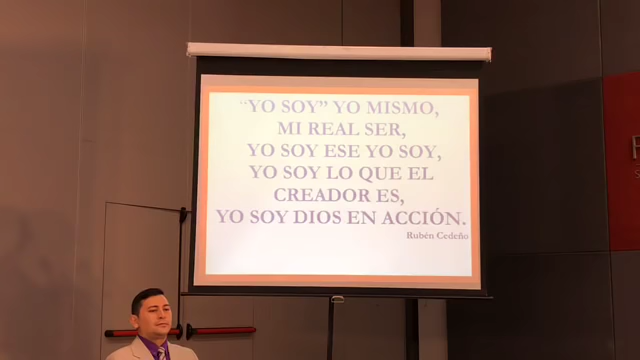 “YO SOY” YO MISMO,
MI REAL SER,
YO SOY ESE YO SOY,
YO SOY LO QUE EL
CREADOR ES,
YO SOY DIOS EN ACCIÓN.
Rubén Cedeño